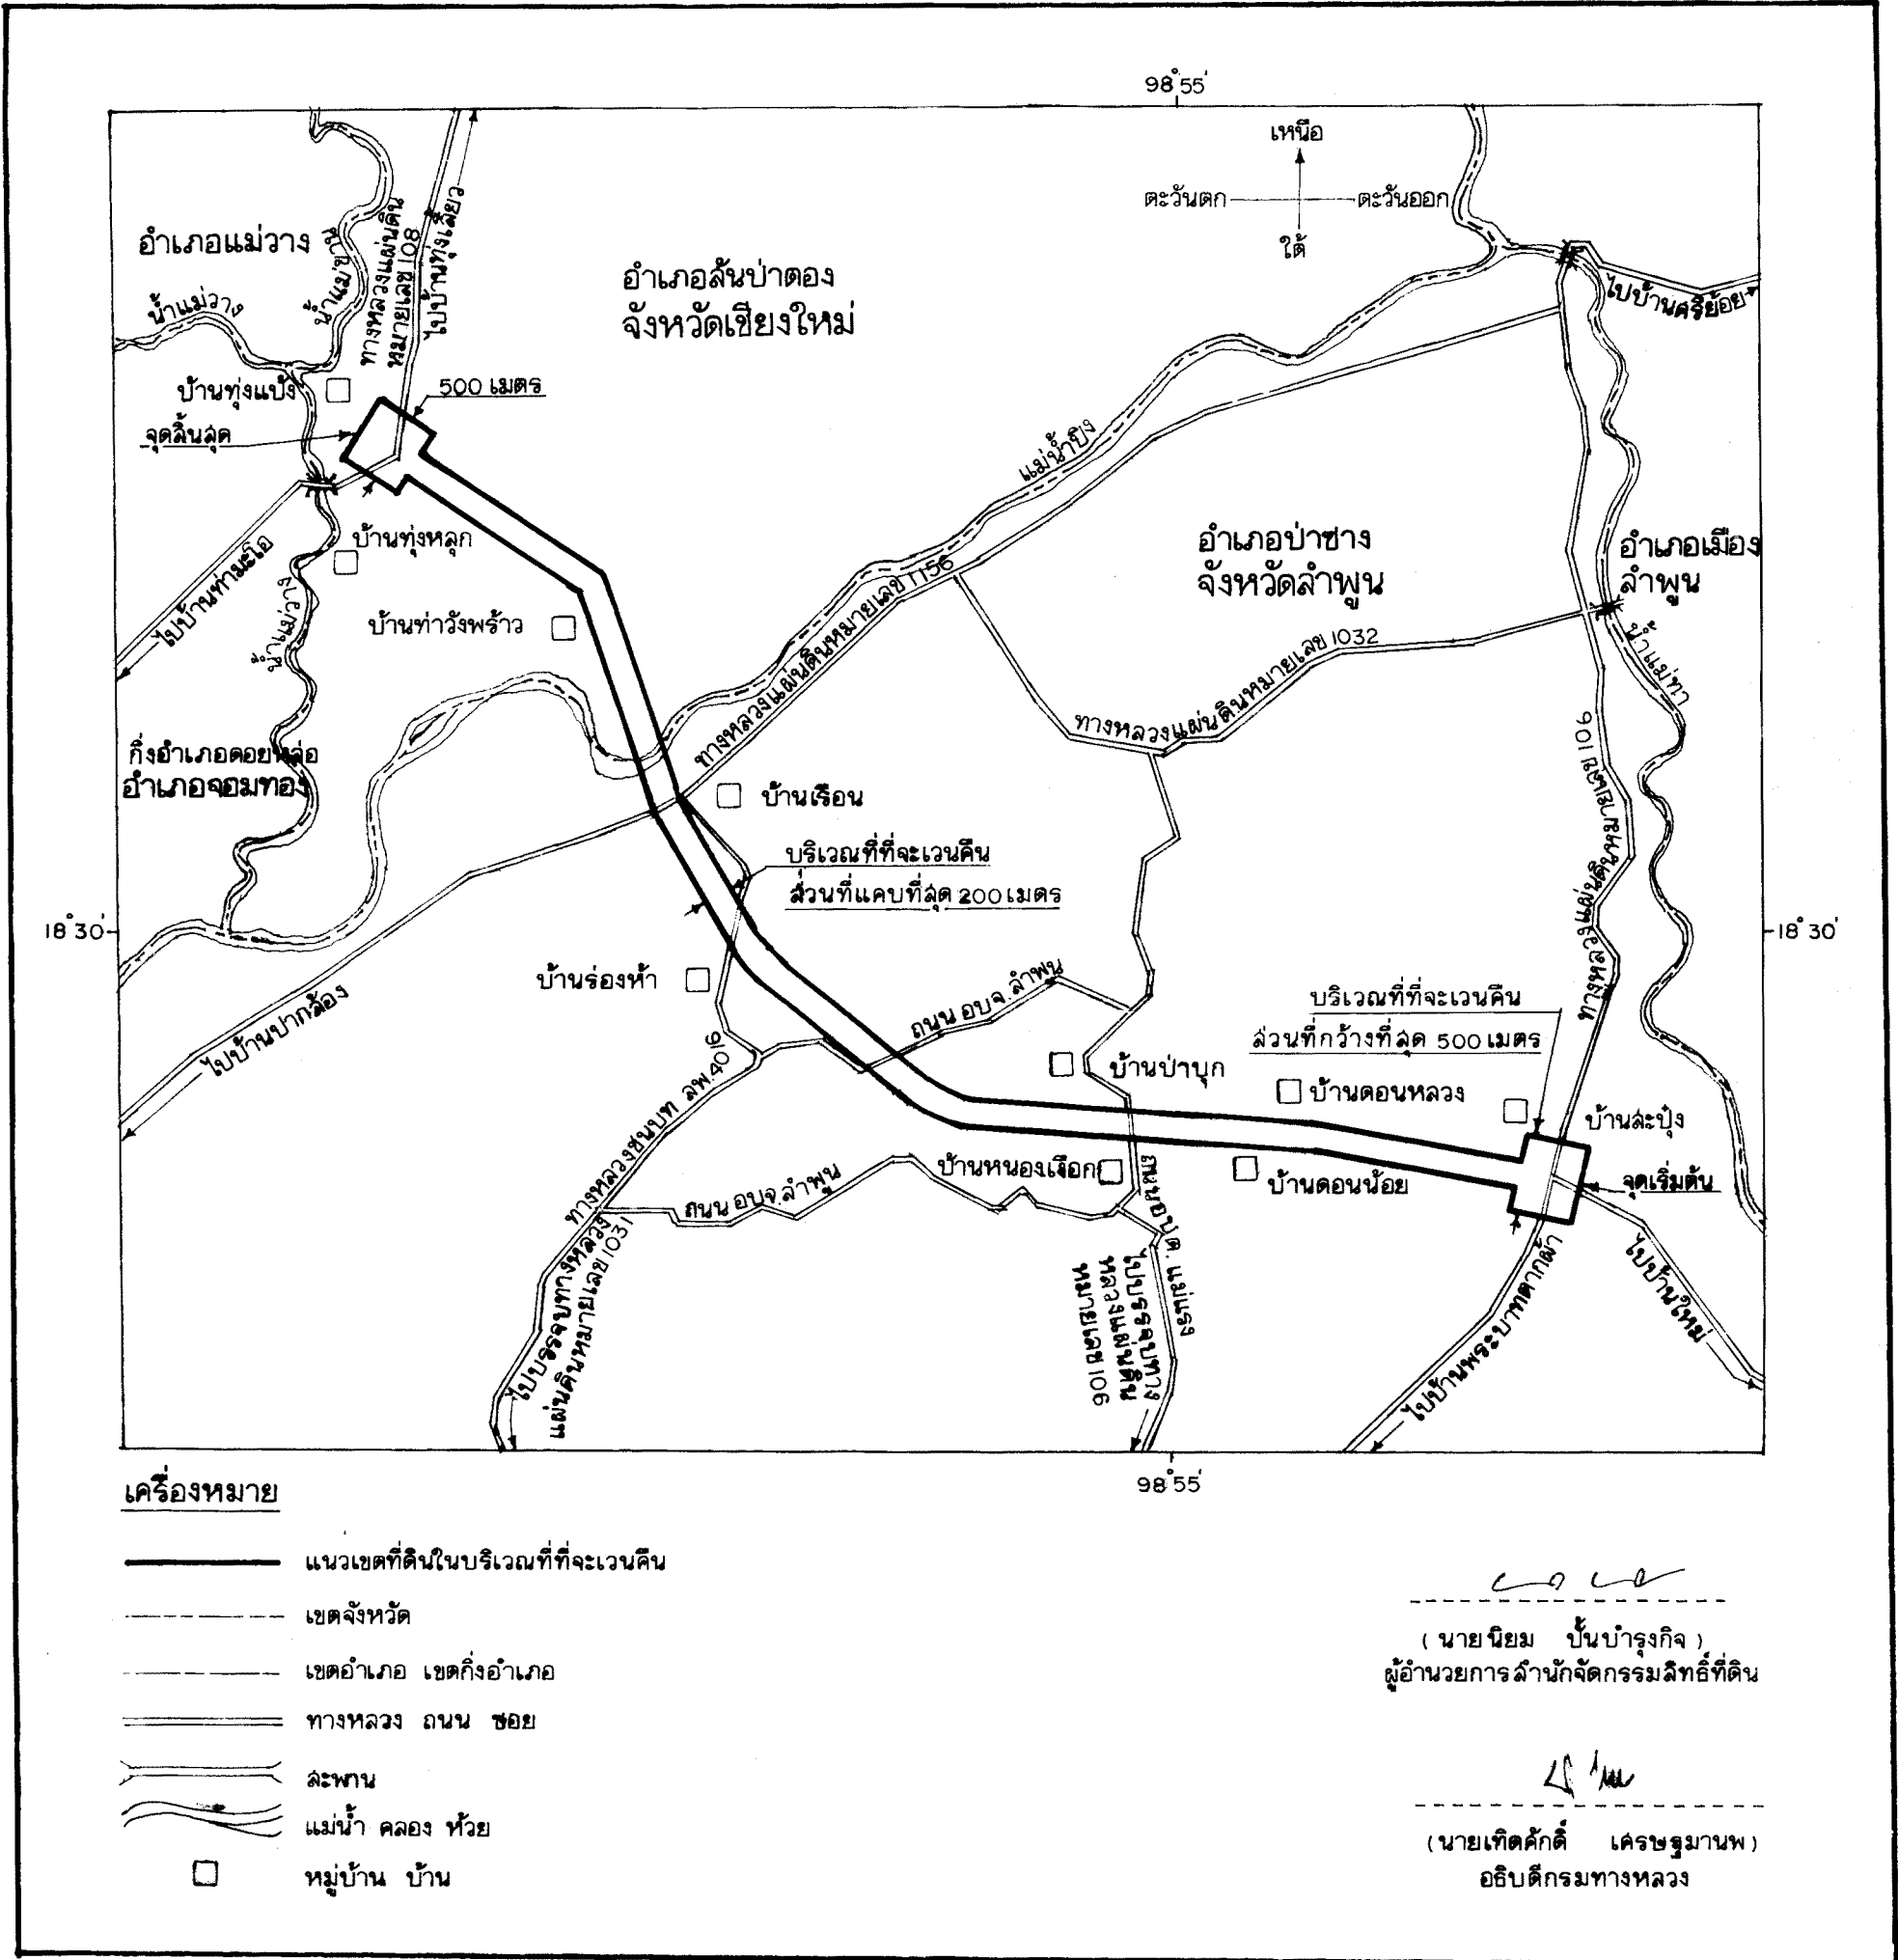 98°55'
เหนือ
ตะวันตก
ตะวันออก
ใต้
อำเภอแม่วาง
น้ำแม่ขาน
ทางหลวงแผ่นดิน
หมายเลข 108
ไปบ้านทุ่งเสี้ยว
อำเภอสันป่าตอง
จังหวัดเชียงใหม่
น้ำแม่วาง
ไปบ้านศรีย้อย
บ้านทุ่งแป้ง
500 เมตร
จุดสิ้นสุด
แม่น้ำปิง
บ้านทุ่งหลุก
ไปบ้านท่ามะโอ
น้ำแม่วาง
บ้านท่าวังพร้าว
ทางหลวงแผ่นดินหมายเลข 1156
อำเภอป่าซาง
จังหวัดลำพูน
อำเภอเมือง
ลำพูน
ทางหลวงแผ่นดินหมายเลข 1032
น้ำแม่ทา
กิ่งอำเภอดอยหล่อ
อำเภอจอมทอง
ทางหลวงแผ่นดินหมายเลข 106
บ้านเรือน
บริเวณที่ที่จะเวนคืน
ส่วนที่แคบที่สุด 200 เมตร
18°30'
18°30'
บ้านร่องห้า
ไปบ้านปากล้อง
ถนน อบจ. ลำพูน
บริเวณที่ที่จะเวนคืน
ส่วนที่กว้างที่สุด 500 เมตร
บ้านป่าบุก
บ้านดอนหลวง
บ้านสะปุ๋ง
ทางหลวงชนบท ลพ.4016
บ้านหนองเงือก
บ้านดอนน้อย
จุดเริ่มต้น
ถนน อบจ.ลำพูน
ถนนอบต. แม่แรง
ไปบรรจบทางหลวง
แผ่นดินหมายเลข 1031
ไปบรรจบทาง
หลวงแผ่นดิน
หมายเลข 106
ไปบ้านพระบาทตากผ้า
ไปบ้านใหม่
98°55'
เครื่องหมาย
แนวเขตที่ดินในบริเวณที่ที่จะเวนคืน
เขตจังหวัด
เขตอำเภอ เขตกิ่งอำเภอ
ทางหลวง ถนน ซอย
สะพาน
แม่น้ำ คลอง ห้วย
หมู่บ้าน บ้าน
( นายนิยม ปั้นบำรุงกิจ )
ผู้อำนวยการสำนักจัดกรรมสิทธิ์ที่ดิน
(นายเทิดศักดิ์ เศรษฐมานพ)
อธิบดีกรมทางหลวง